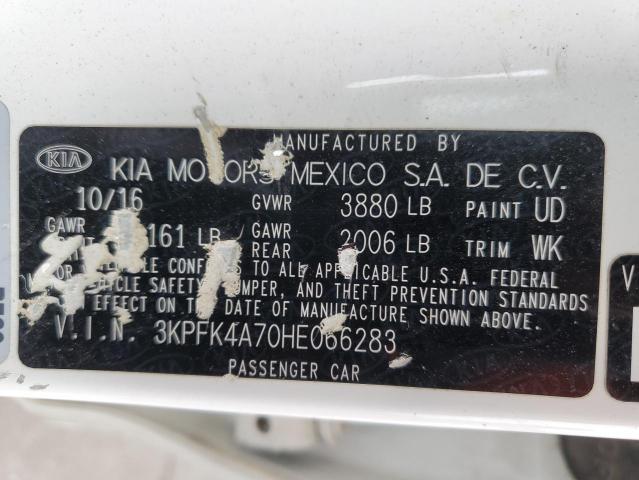 MANUFACTURED BY
KIA KIA MOTORS MEXICO S.A. DE C.V.
10/16 GVWR 3880 LB PAINT UD
GAWR 161 LB GAWR REAR 2006 LB TRIM WK
CONFORMS TO ALL APPLICABLE U.S.A. FEDERAL
VEHICLE SAFETY, BUMPER, AND THEFT PREVENTION STANDARDS
EFFECT ON THE DATE OF MANUFACTURE SHOWN ABOVE.
V.I.N. 3KPFK4A70HE066283
PASSENGER CAR
V